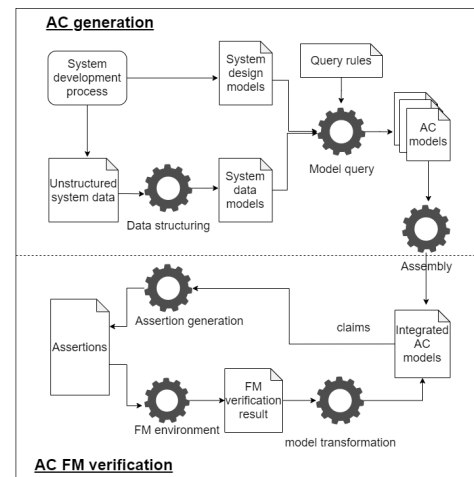 AC generation
System
development
process
System
design
models
Query rules
AC
models
Model query
Unstructured
system data
Data structuring
System
data
models
Assembly
Assertion generation
claims
Integrated
AC
models
Assertions
FM environment
FM
verification
result
model transformation
AC FM verification